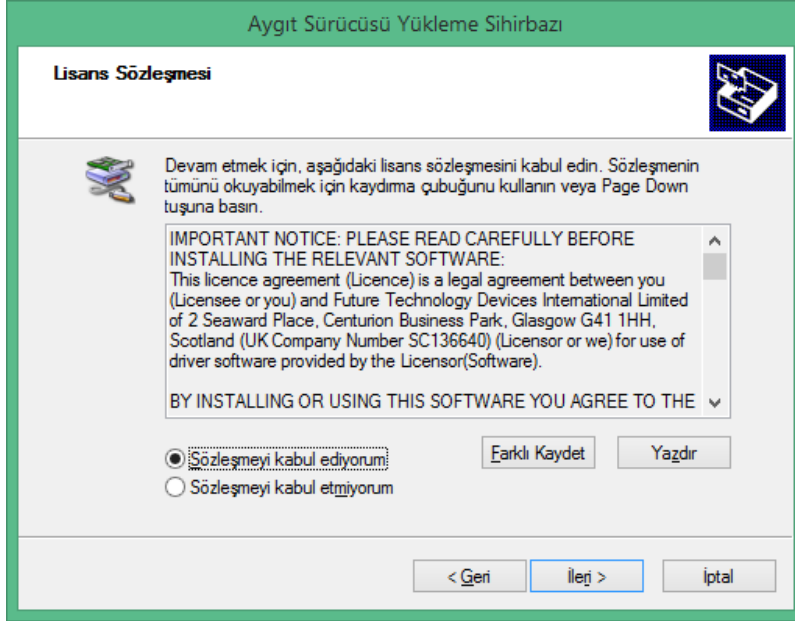 Aygıt Sürücüsü Yükleme Sihirbazı
Lisans Sözleşmesi
Devam etmek için, aşağıdaki lisans sözleşmesini kabul edin. Sözleşmenin
tümünü okuyabilmek için kaydırma çubuğunu kullanın veya Page Down
tuşuna basın.
IMPORTANT NOTICE: PLEASE READ CAREFULLY BEFORE
INSTALLING THE RELEVANT SOFTWARE:
This licence agreement (Licence) is a legal agreement between you
(Licensee or you) and Future Technology Devices International Limited
of 2 Seaward Place, Centurion Business Park, Glasgow G41 1HH,
Scotland (UK Company Number SC136640) (Licensor or we) for use of
driver software provided by the Licensor(Software).
BY INSTALLING OR USING THIS SOFTWARE YOU AGREE TO THE
Sözleşmeyi kabul ediyorum
Farklı Kaydet
Yazdır
Sözleşmeyi kabul etmiyorum
< Geri
İleri >
İptal